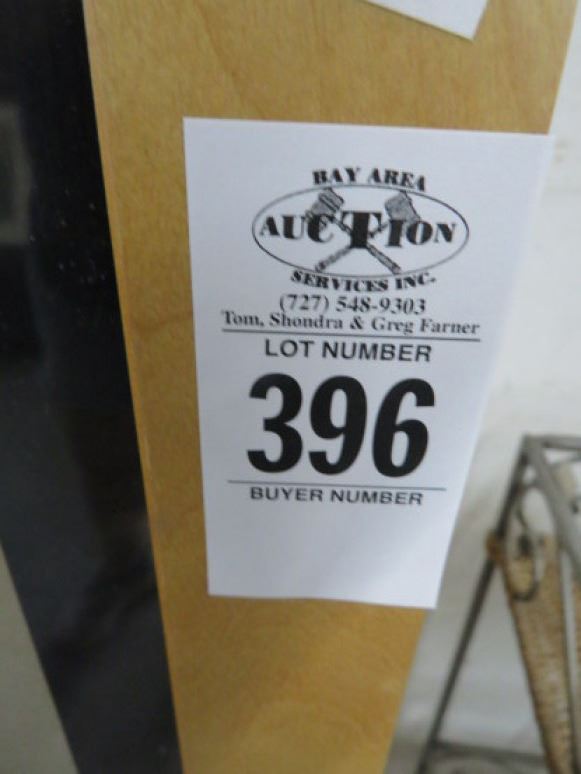 BAY AREA
AUCTION
SERVICES INC.
(727) 548-9303
Tom, Shondra & Greg Farner
LOT NUMBER
396
BUYER NUMBER